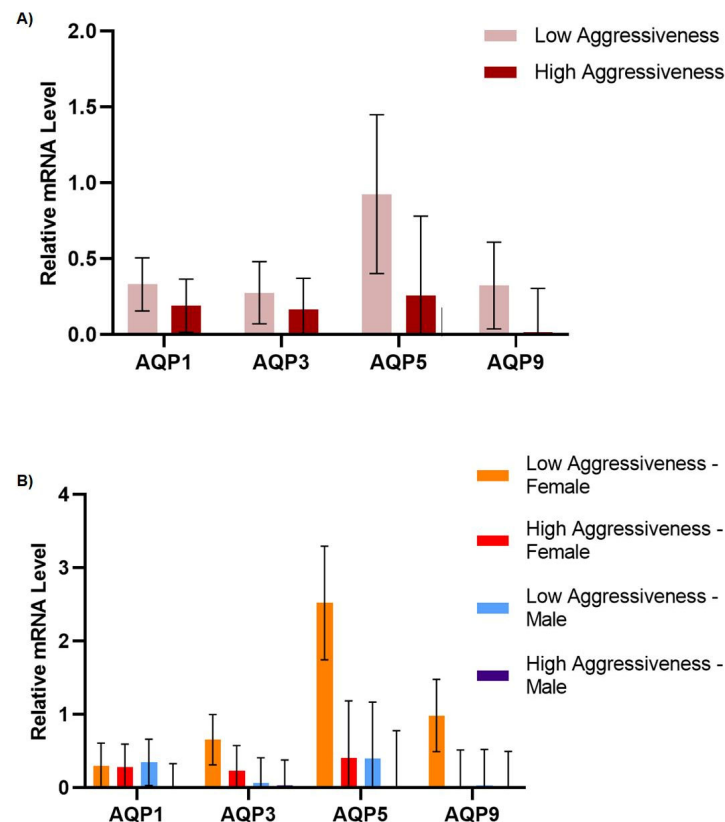 A)
2.0
1.5
1.0
0.5
0.0
Relative mRNA Level
Low Aggressiveness
High Aggressiveness
AQP1 AQP3 AQP5 AQP9
B)
4
3
2
1
0
Relative mRNA Level
Low Aggressiveness -
Female
High Aggressiveness -
Female
Low Aggressiveness -
Male
High Aggressiveness -
Male
AQP1 AQP3 AQP5 AQP9